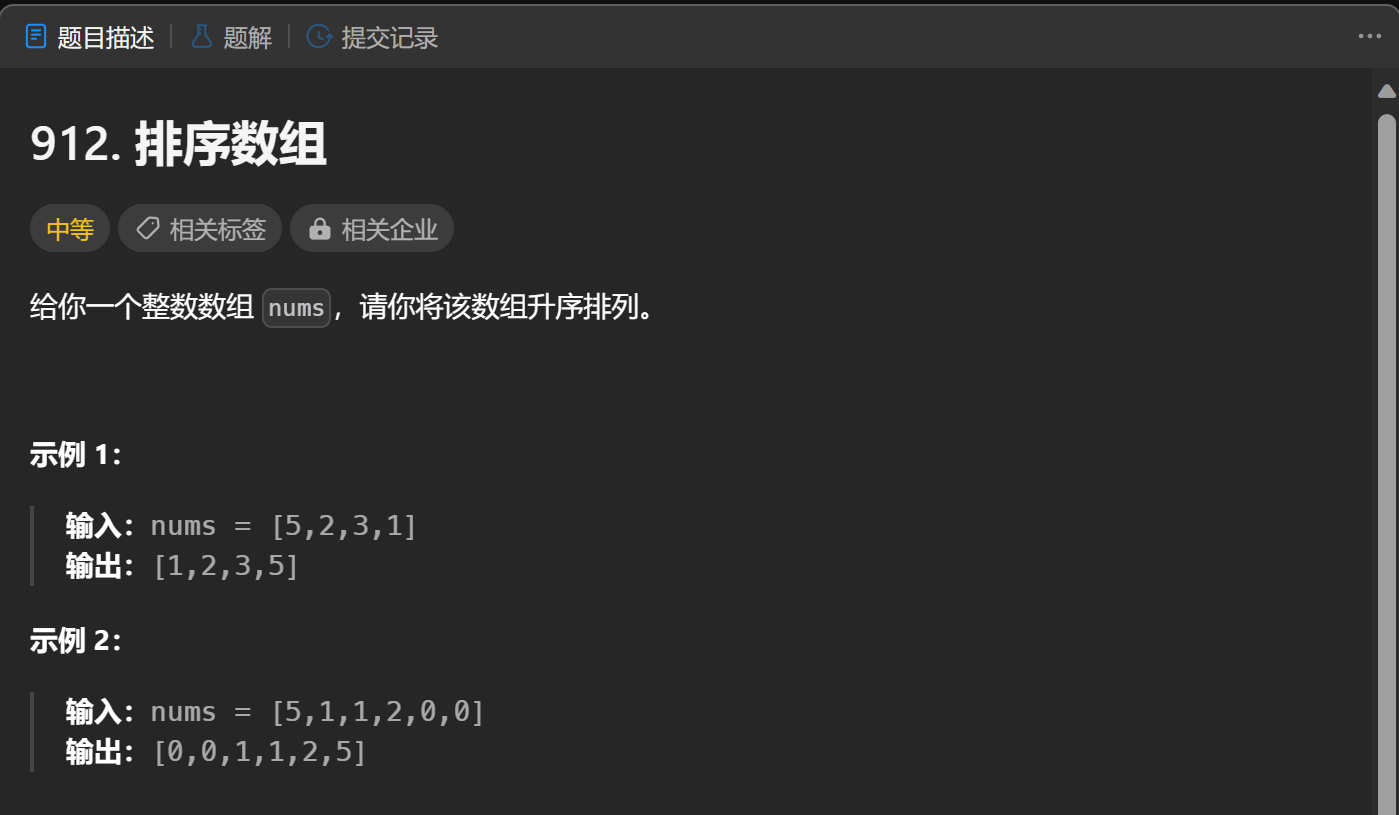 题目描述 题解 提交记录
912. 排序数组
中等 相关标签 相关企业
给你一个整数数组 nums，请你将该数组升序排列。
示例 1：
输入：nums = [5,2,3,1]
输出：[1,2,3,5]
示例 2：
输入：nums = [5,1,1,2,0,0]
输出：[0,0,1,1,2,5]